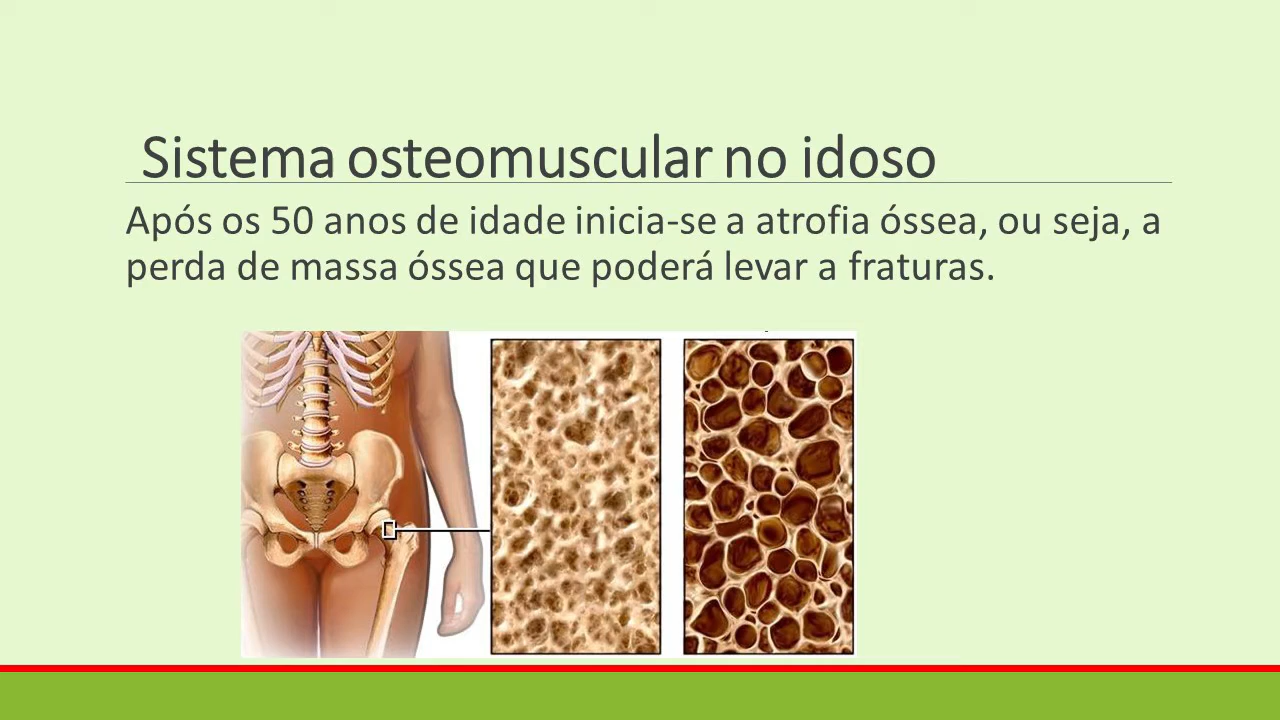 Sistema osteomuscular no idoso
Após os 50 anos de idade inicia-se a atrofia óssea, ou seja, a
perda de massa óssea que poderá levar a fraturas.